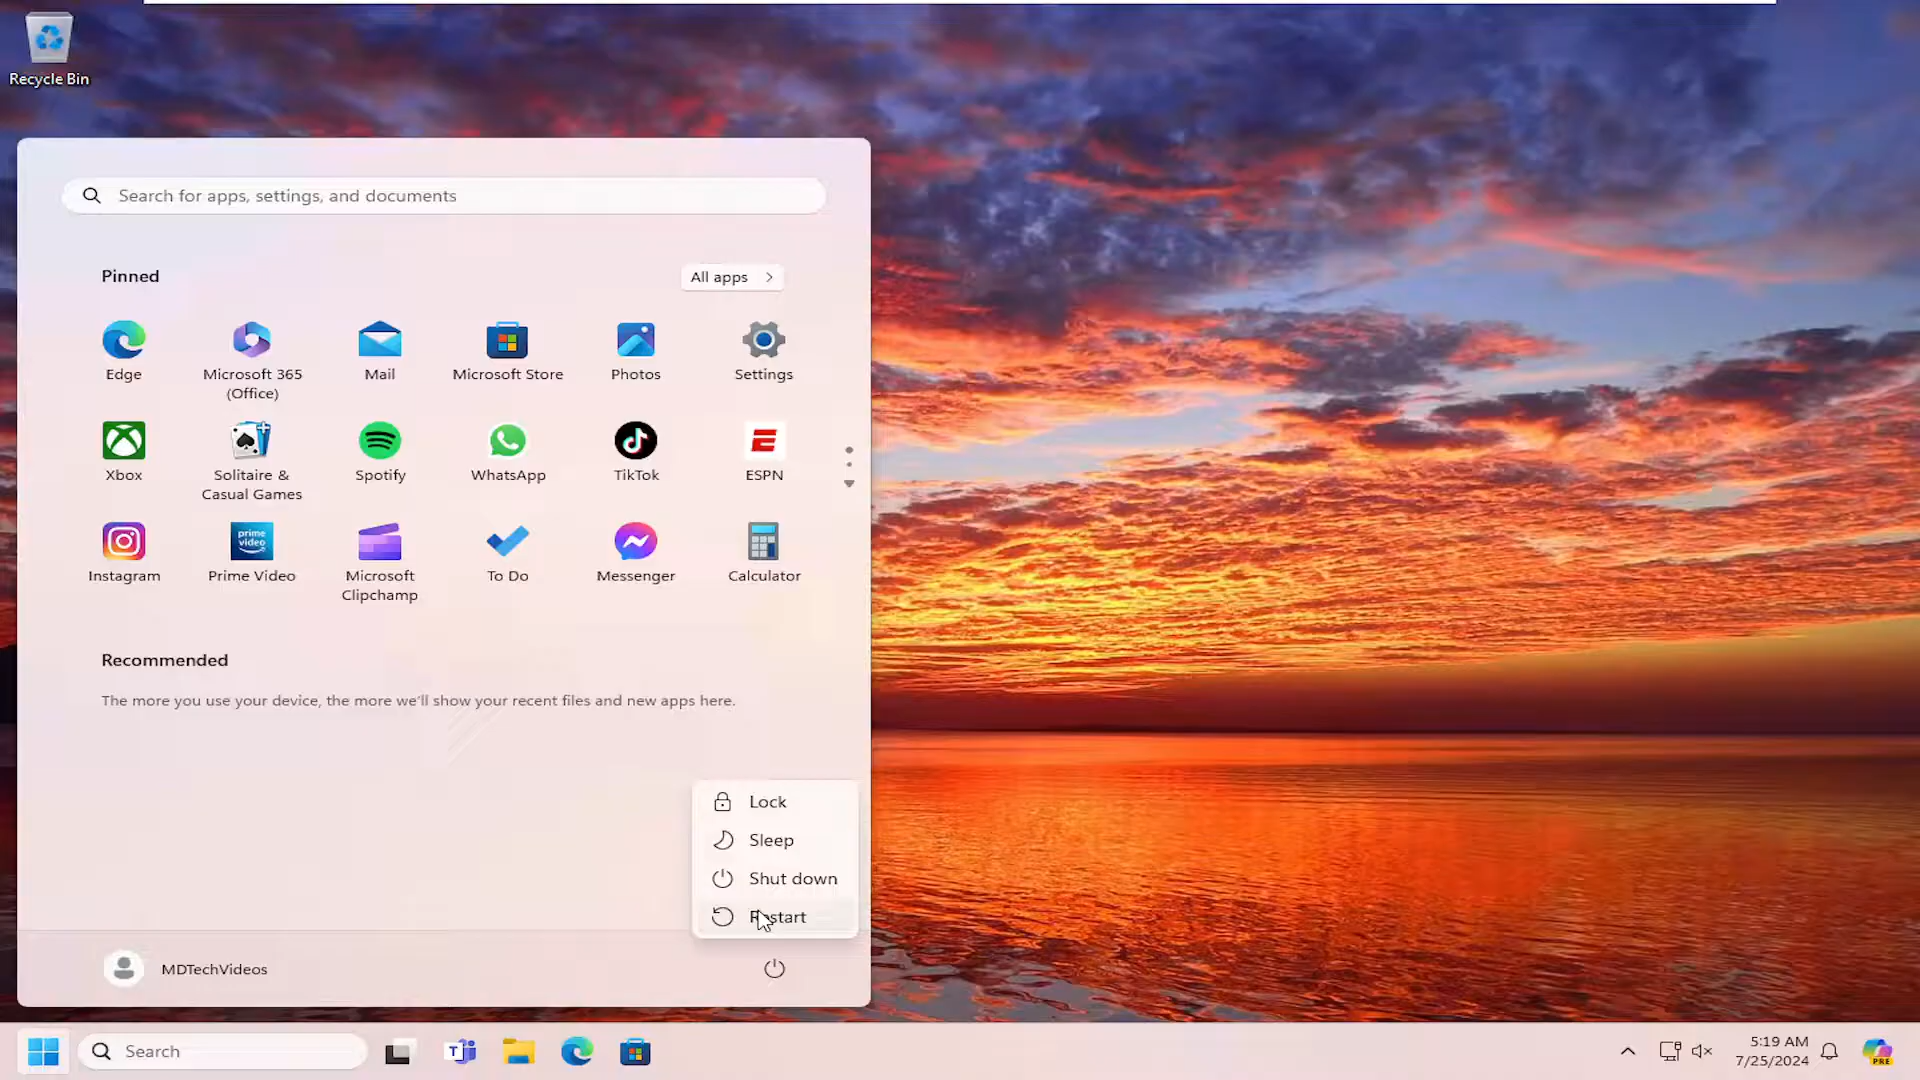 Recycle Bin
Search for apps, settings, and documents
Pinned
All apps
Edge
Microsoft 365
(Office)
Mail
Microsoft Store
Photos
Settings
Xbox
Solitaire &
Casual Games
Spotify
WhatsApp
TikTok
ESPN
prime
video
Instagram
Prime Video
Microsoft
Clipchamp
To Do
Messenger
Calculator
Recommended
The more you use your device, the more we'll show your recent files and new apps here.
Lock
Sleep
Shut down
Restart
MDTechVideos
Search
5:19 AM
7/25/2024
PRE